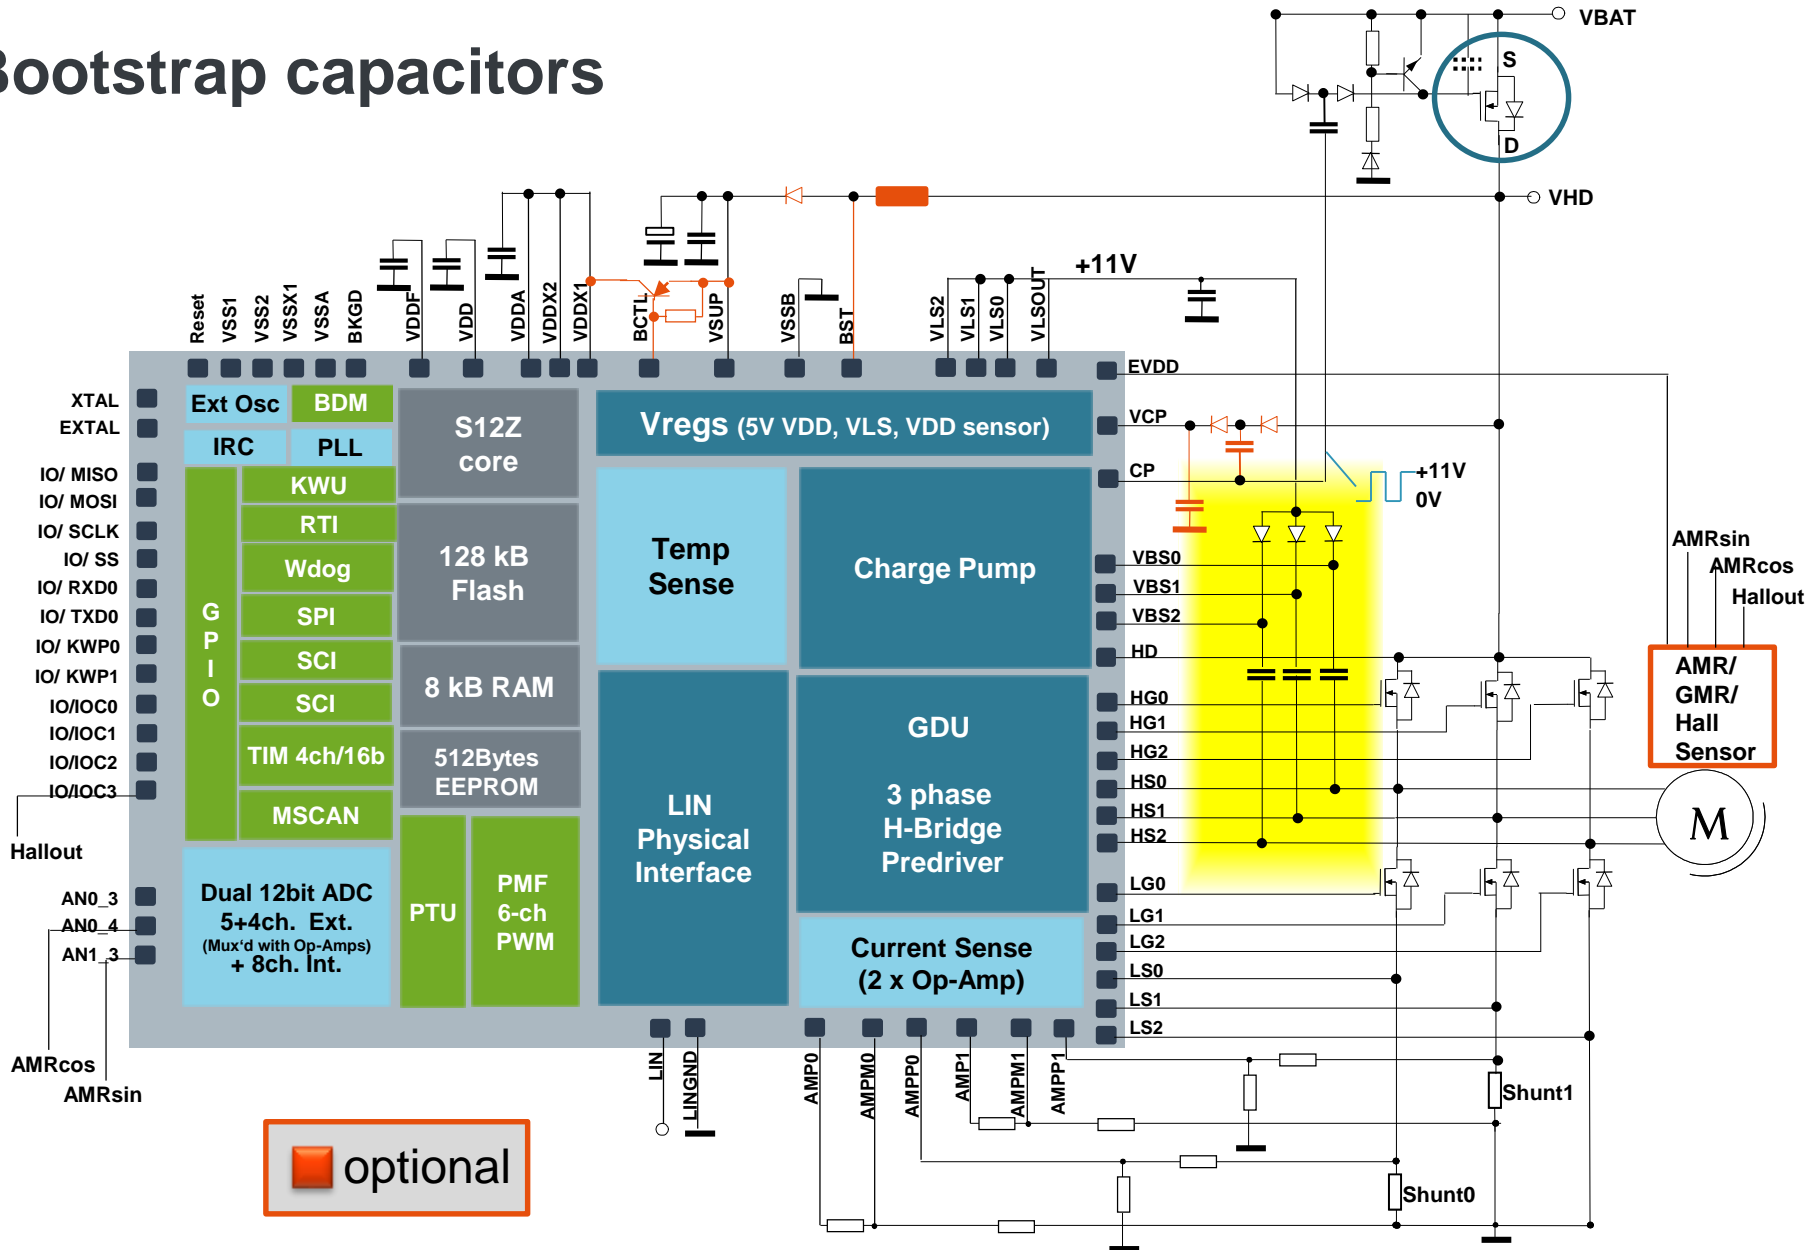 Bootstrap capacitors
VBAT
S
D
VHD
+11V
Reset
VSS1
VSS2
VSSX1
VSSA
BKGD
VDDF
VDD
VDDA
VDDX2
VDDX1
BCTL
VSUP
VSSB
BST
VLS2
VLS1
VLS0
VLSOUT
XTAL
EXTAL
IO/ MISO
IO/ MOSI
IO/ SCLK
IO/ SS
IO/ RXD0
IO/ TXD0
IO/ KWP0
IO/ KWP1
IO/IOC0
IO/IOC1
IO/IOC2
IO/IOC3
Hallout
AN0_3
AN0_4
AN1_3
AMRcos
AMRsin
Ext Osc
BDM
IRC
PLL
GPIO
KWU
RTI
Wdog
SPI
SCI
SCI
TIM 4ch/16b
MSCAN
Dual 12bit ADC
5+4ch. Ext.
(Mux'd with Op-Amps)
+ 8ch. Int.
S12Z
core
128 kB
Flash
8 kB RAM
512Bytes
EEPROM
PTU
PMF
6-ch
PWM
Vregs (5V VDD, VLS, VDD sensor)
Temp
Sense
Charge Pump
LIN
Physical
Interface
GDU
3 phase
H-Bridge
Predriver
Current Sense
(2 x Op-Amp)
EVDD
VCP
CP
VBS0
VBS1
VBS2
HD
HG0
HG1
HG2
HS0
HS1
HS2
LG0
LG1
LG2
LS0
LS1
LS2
+11V
0V
AMRsin
AMRcos
Hallout
AMR/
GMR/
Hall
Sensor
M
LIN
LINGND
AMP0
AMPM0
AMPP0
AMP1
AMPM1
AMPP1
Shunt1
Shunt0
optional